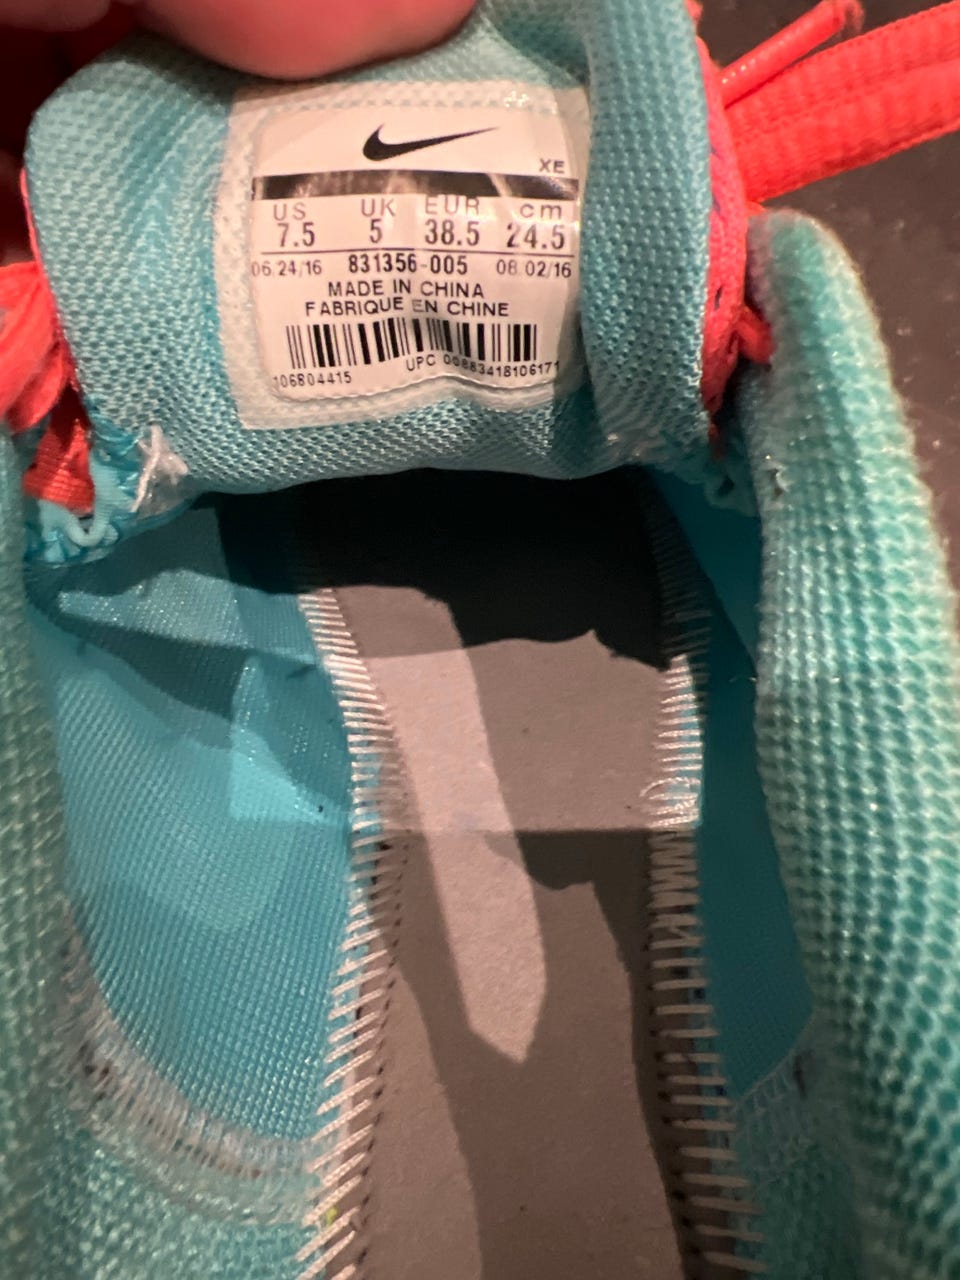 XE
US UK EUR cm
7.5 5 38.5 24.5
06.24/16 831356-005 08.02/16
MADE IN CHINA
FABRIQUE EN CHINE
106804415 UPC 00883418106171